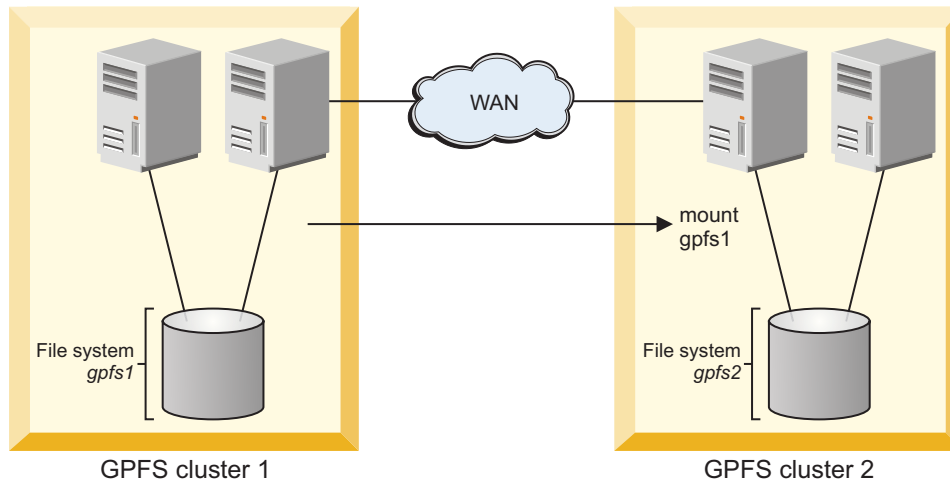 WAN
mount
gpfs1
File system
gpfs1
File system
gpfs2
GPFS cluster 1
GPFS cluster 2